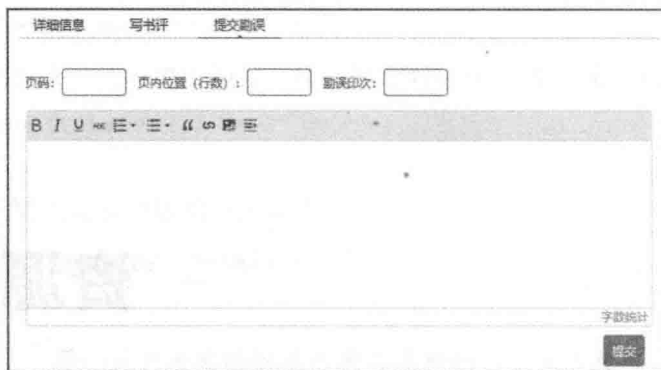 详细信息 写书评 提交勘误
页码: 页内位置（行数）: 勘误印次:
B I U ABC
字数统计
提交